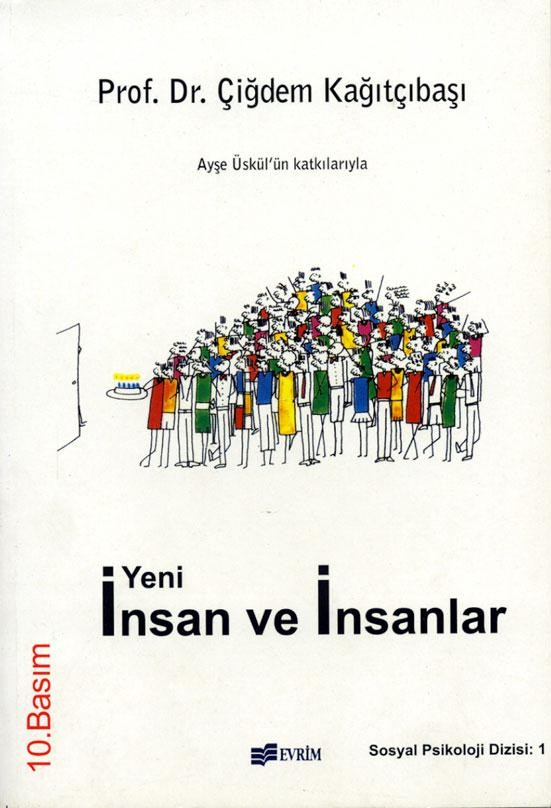 Prof. Dr. Çiğdem Kağıtçıbaşı
Ayşe Üskül'ün katkılarıyla
Yeni
İnsan ve İnsanlar
10.Basım
EVRİM
Sosyal Psikoloji Dizisi: 1